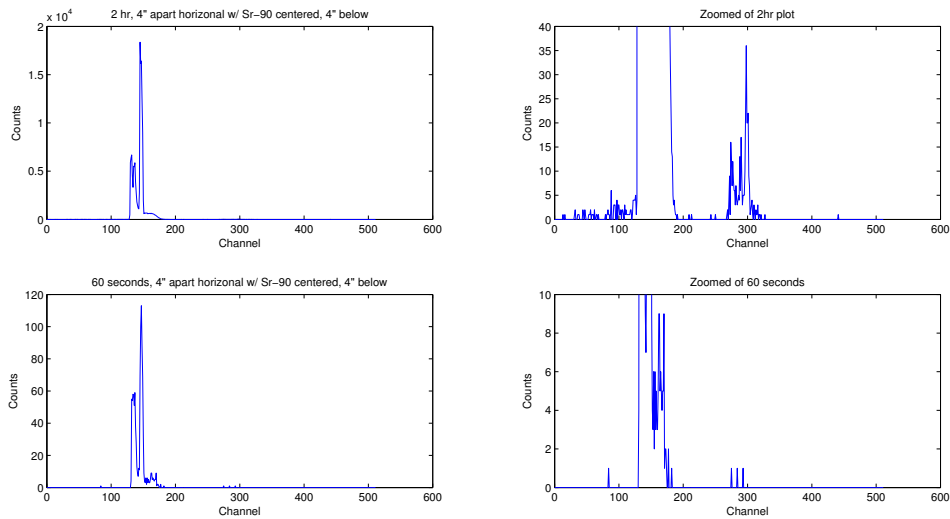 2 hr, 4" apart horizonal w/ Sr−90 centered, 4" below
x 10^4
2
1.5
1
0.5
0
Counts
0 100 200 300 400 500 600
Channel
Zoomed of 2hr plot
40
35
30
25
20
15
10
5
0
Counts
0 100 200 300 400 500 600
Channel
60 seconds, 4" apart horizonal w/ Sr−90 centered, 4" below
120
100
80
60
40
20
0
Counts
0 100 200 300 400 500 600
Channel
Zoomed of 60 seconds
10
8
6
4
2
0
Counts
0 100 200 300 400 500 600
Channel